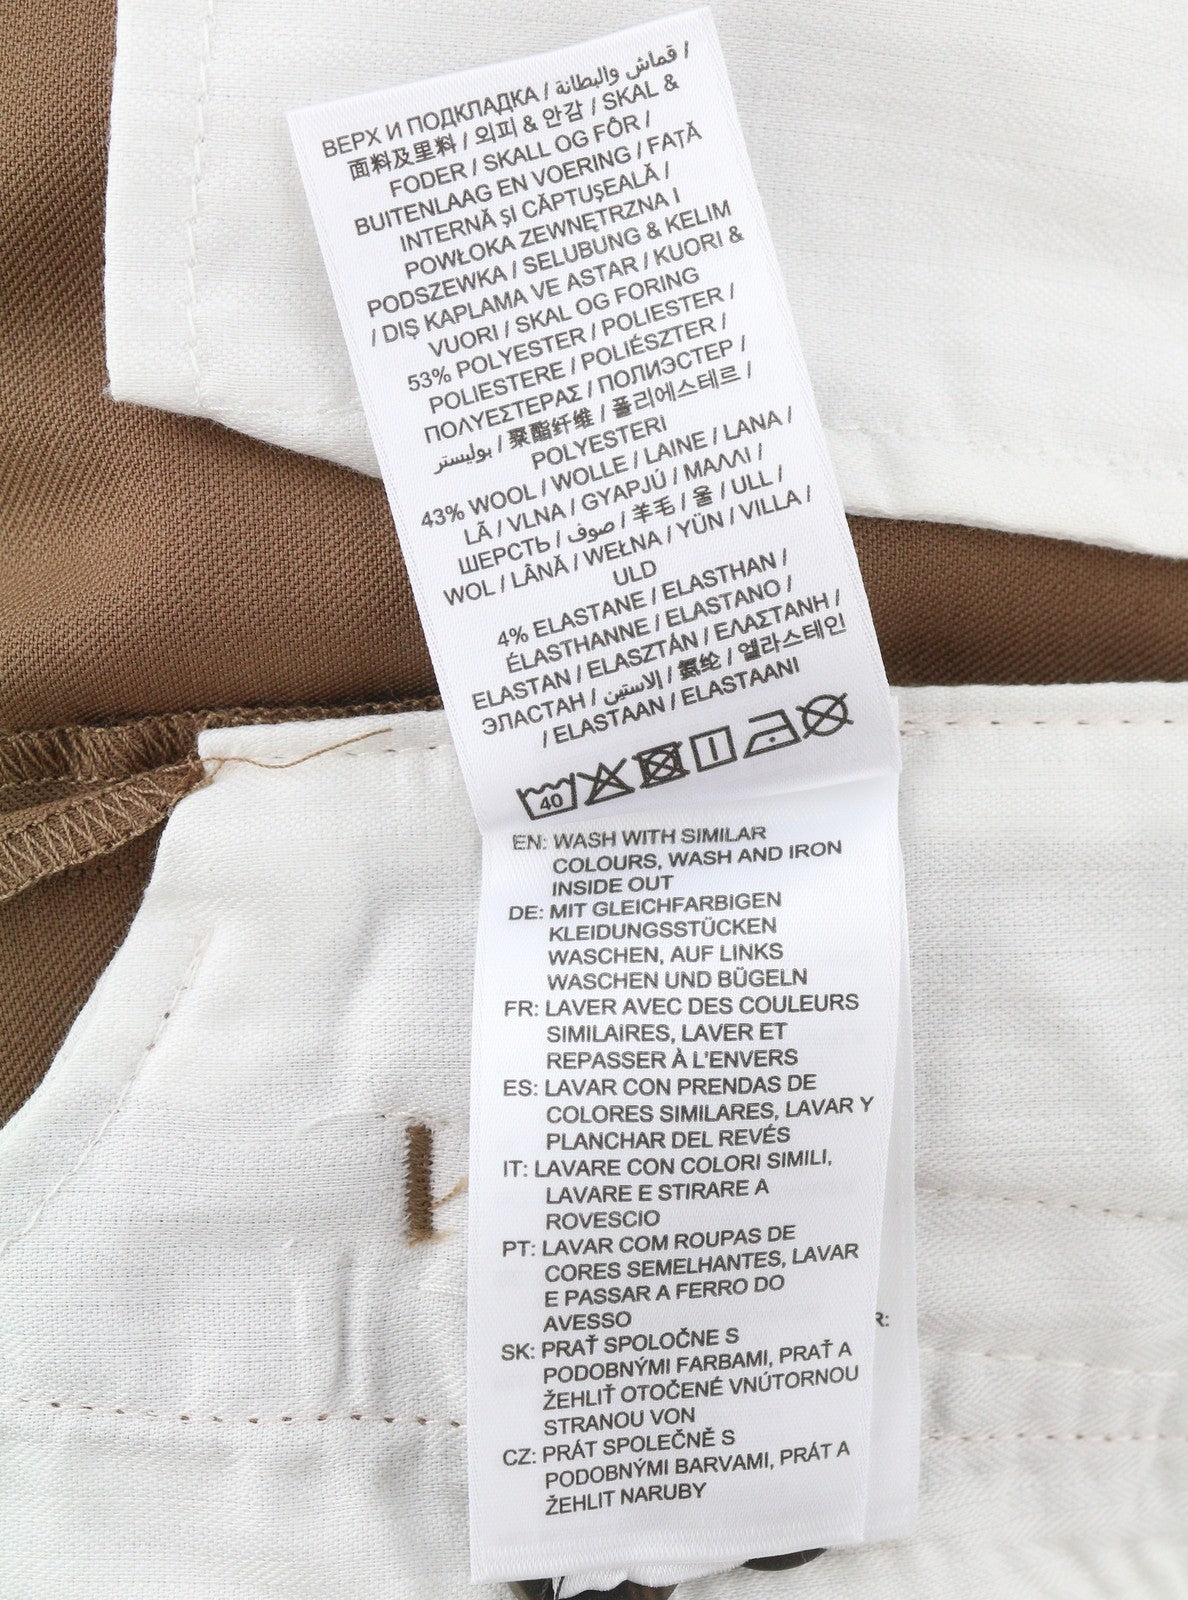 ВЕРХ И ПОДКЛАДКА / قماش والبطانة /
面料及里料 / 외피 & 안감 / SKAL &
FODER / SKALL OG FÔR /
BUITENLAAG EN VOERING / FAȚĂ
INTERNĂ ȘI CĂPTUȘEALĂ /
POWŁOKA ZEWNĘTRZNA I
PODSZEWKA / SELUBUNG & KELIM
/ DIŞ KAPLAMA VE ASTAR / KUORI &
VUORI / SKAL OG FORING
53% POLYESTER / POLIESTER /
POLIESTERE / POLIÉSZTER /
ΠΟΛΥΕΣΤΕΡΑΣ / ПОЛИЭСТЕР /
بوليستر / 聚酯纤维 / 폴리에스테르 /
POLYESTERI
43% WOOL / WOLLE / LAINE / LANA /
LÃ / VLNA / GYAPJÚ / ΜΑΛΛΙ /
ШЕРСТЬ / صوف / 羊毛 / 울 / ULL /
WOL / LÂNĂ / WEŁNA / YÜN / VILLA /
ULD
4% ELASTANE / ELASTHAN /
ÉLASTHANNE / ELASTANO /
ELASTAN / ELASZTÁN / ΕΛΑΣΤΑΝΗ /
ЭЛАСТАН / الاستين / 氨纶 / 엘라스테인
/ ELASTAAN / ELASTAANI
40
EN: WASH WITH SIMILAR
COLOURS, WASH AND IRON
INSIDE OUT
DE: MIT GLEICHFARBIGEN
KLEIDUNGSSTÜCKEN
WASCHEN, AUF LINKS
WASCHEN UND BÜGELN
FR: LAVER AVEC DES COULEURS
SIMILAIRES, LAVER ET
REPASSER À L'ENVERS
ES: LAVAR CON PRENDAS DE
COLORES SIMILARES, LAVAR Y
PLANCHAR DEL REVÉS
IT: LAVARE CON COLORI SIMILI,
LAVARE E STIRARE A
ROVESCIO
PT: LAVAR COM ROUPAS DE
CORES SEMELHANTES, LAVAR
E PASSAR A FERRO DO
AVESSO
SK: PRAŤ SPOLOČNE S
PODOBNÝMI FARBAMI, PRAŤ A
ŽEHLIŤ OTOČENÉ VNÚTORNOU
STRANOU VON
CZ: PRÁT SPOLEČNĚ S
PODOBNÝMI BARVAMI, PRÁT A
ŽEHLIT NARUBY